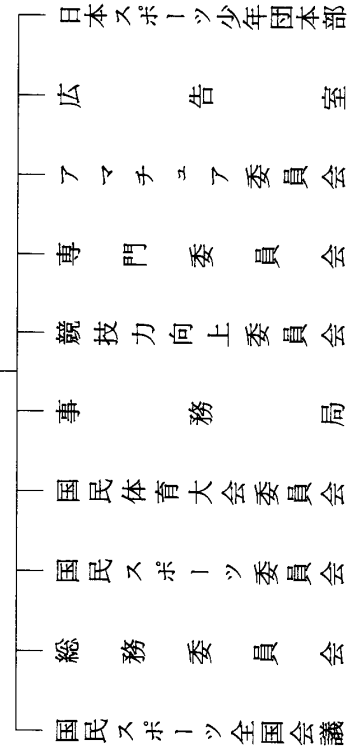 日本スポーツ少年団本部
広告室
アマチュア委員会
専門委員会
競技力向上委員会
事務局
国民体育大会委員会
国民スポーツ委員会
総務委員会
国民スポーツ全国会議